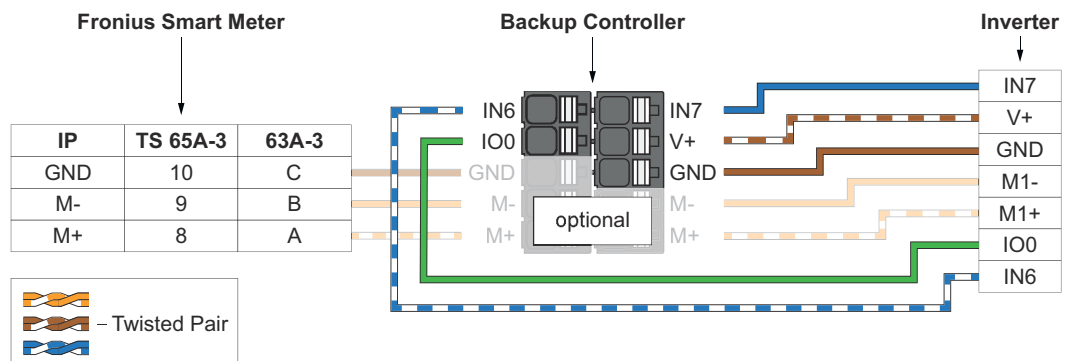 Fronius Smart Meter
Backup Controller
Inverter
IP TS 65A-3 63A-3
GND 10 C
M- 9 B
M+ 8 A
IN6
IO0
GND
M-
M+
optional
IN7
V+
GND
M-
M+
IN7
V+
GND
M1-
M1+
IO0
IN6
– Twisted Pair